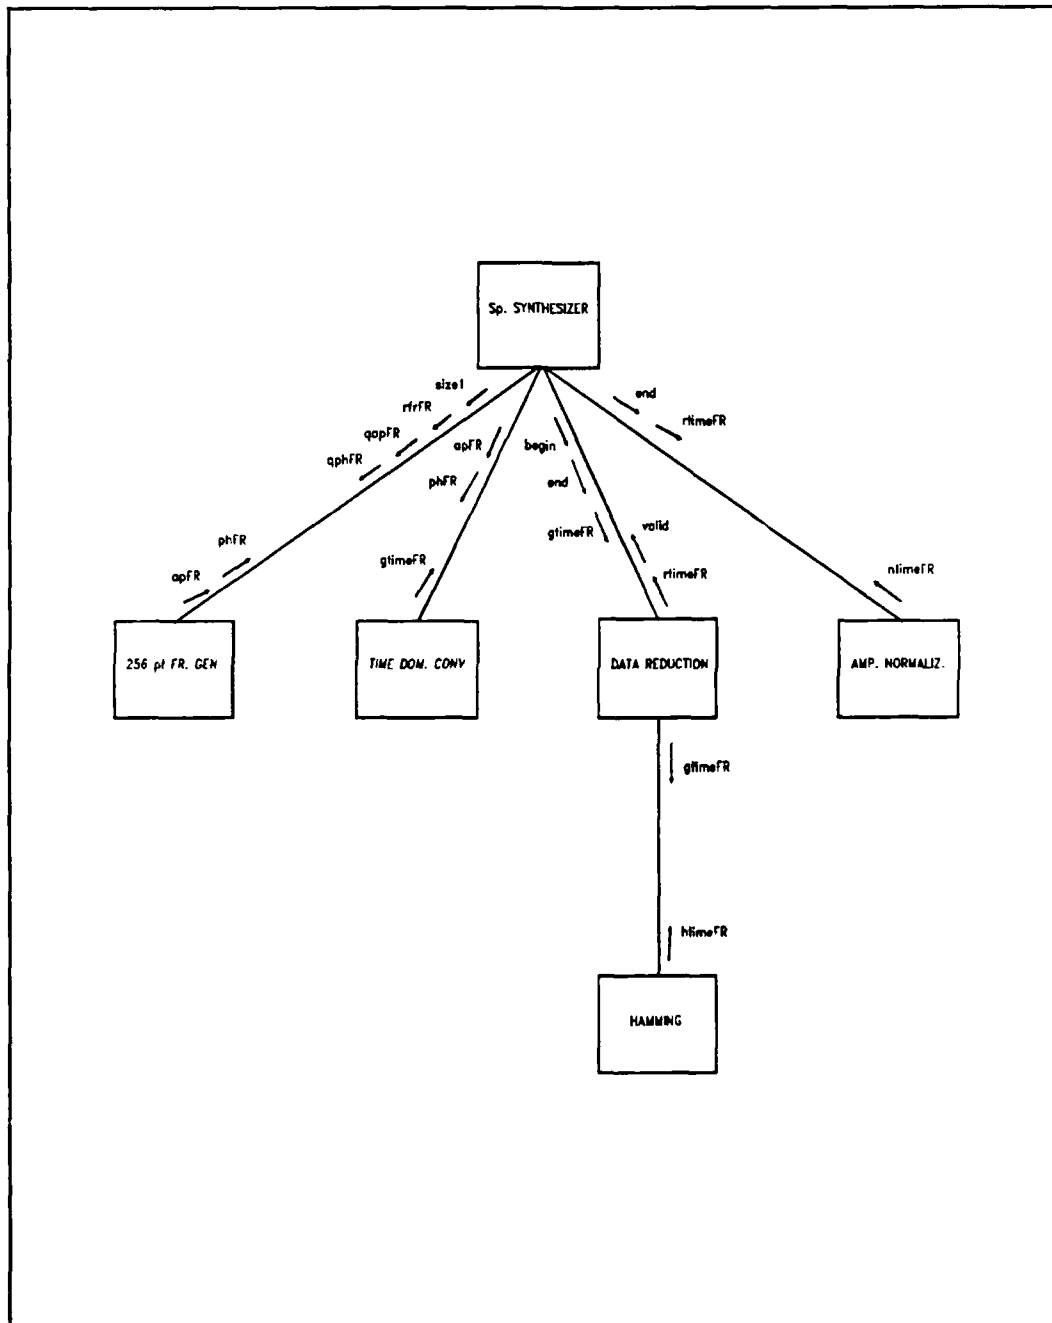 Sp. SYNTHESIZER
size1
rfrFR
qapFR
qphFR
apFR
phFR
end
rtimeFR
begin
end
gtimeFR
valid
rtimeFR
phFR
apFR
gtimeFR
ntimeFR
256 pt FR. GEN
TIME DOM. CONV
DATA REDUCTION
AMP. NORMALIZ.
gtimeFR
htimeFR
HAMMING